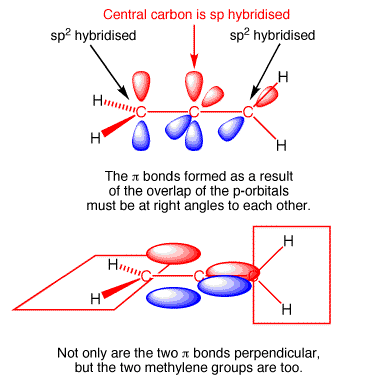 Central carbon is sp hybridised
sp2 hybridised sp2 hybridised
H
H C C C
H
H
The π bonds formed as a result
of the overlap of the p-orbitals
must be at right angles to each other.
H
H C C C
H
H
Not only are the two π bonds perpendicular,
but the two methylene groups are too.